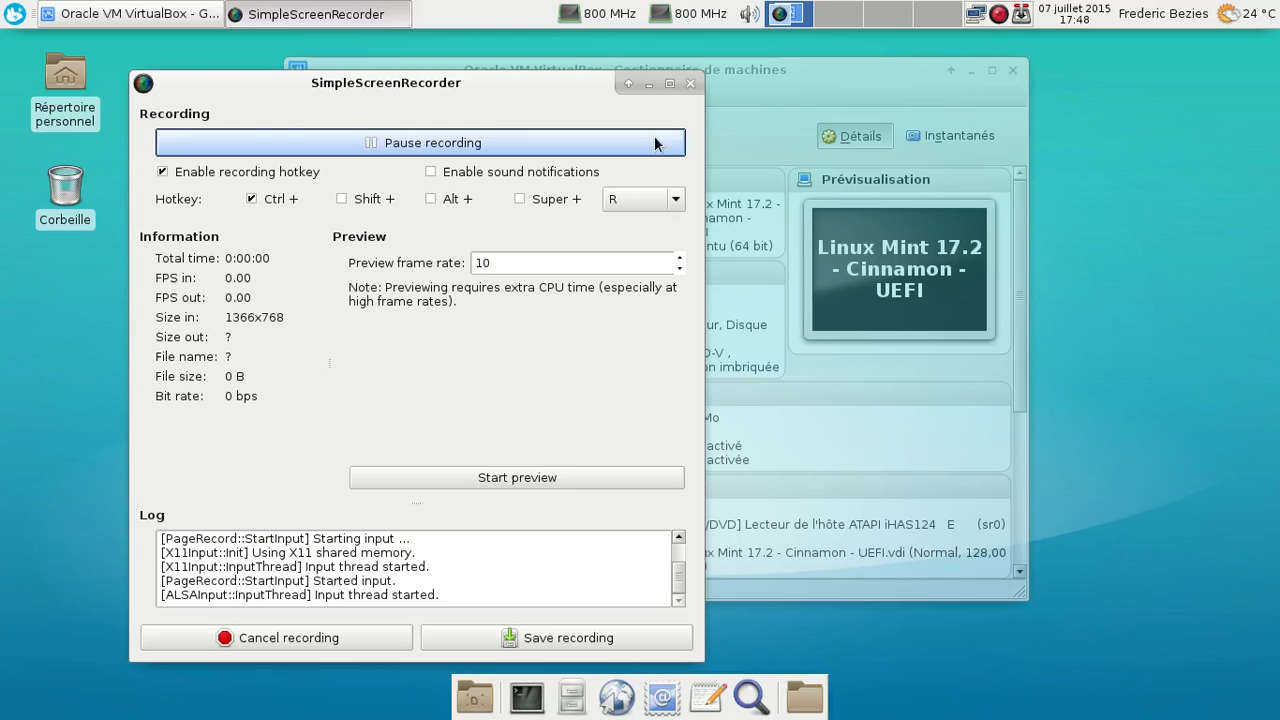 Oracle VM VirtualBox - G...
SimpleScreenRecorder
800 MHz
800 MHz
07 juillet 2015
17:48
Frederic Bezies
24 °C
Répertoire
personnel
Corbeille
Oracle VM VirtualBox - Gestionnaire de machines
SimpleScreenRecorder
Recording
Pause recording
Enable recording hotkey
Enable sound notifications
Hotkey:
Ctrl +
Shift +
Alt +
Super +
R
Information
Total time: 0:00:00
FPS in: 0.00
FPS out: 0.00
Size in: 1366x768
Size out: ?
File name: ?
File size: 0 B
Bit rate: 0 bps
Preview
Preview frame rate: 10
Note: Previewing requires extra CPU time (especially at
high frame rates).
Start preview
Log
[PageRecord::StartInput] Starting input ...
[X11Input::Init] Using X11 shared memory.
[X11Input::InputThread] Input thread started.
[PageRecord::StartInput] Started input.
[ALSAInput::InputThread] Input thread started.
Cancel recording
Save recording
Détails
Instantanés
Mint 17.2 -
namon -
ntu (64 bit)
ur, Disque
D-V ,
on imbriquée
Mo
activé
activée
/DVD] Lecteur de l'hôte ATAPI iHAS124 E (sr0)
Mint 17.2 - Cinnamon - UEFI.vdi (Normal, 128,00
)
Prévisualisation
Linux Mint 17.2
- Cinnamon -
UEFI